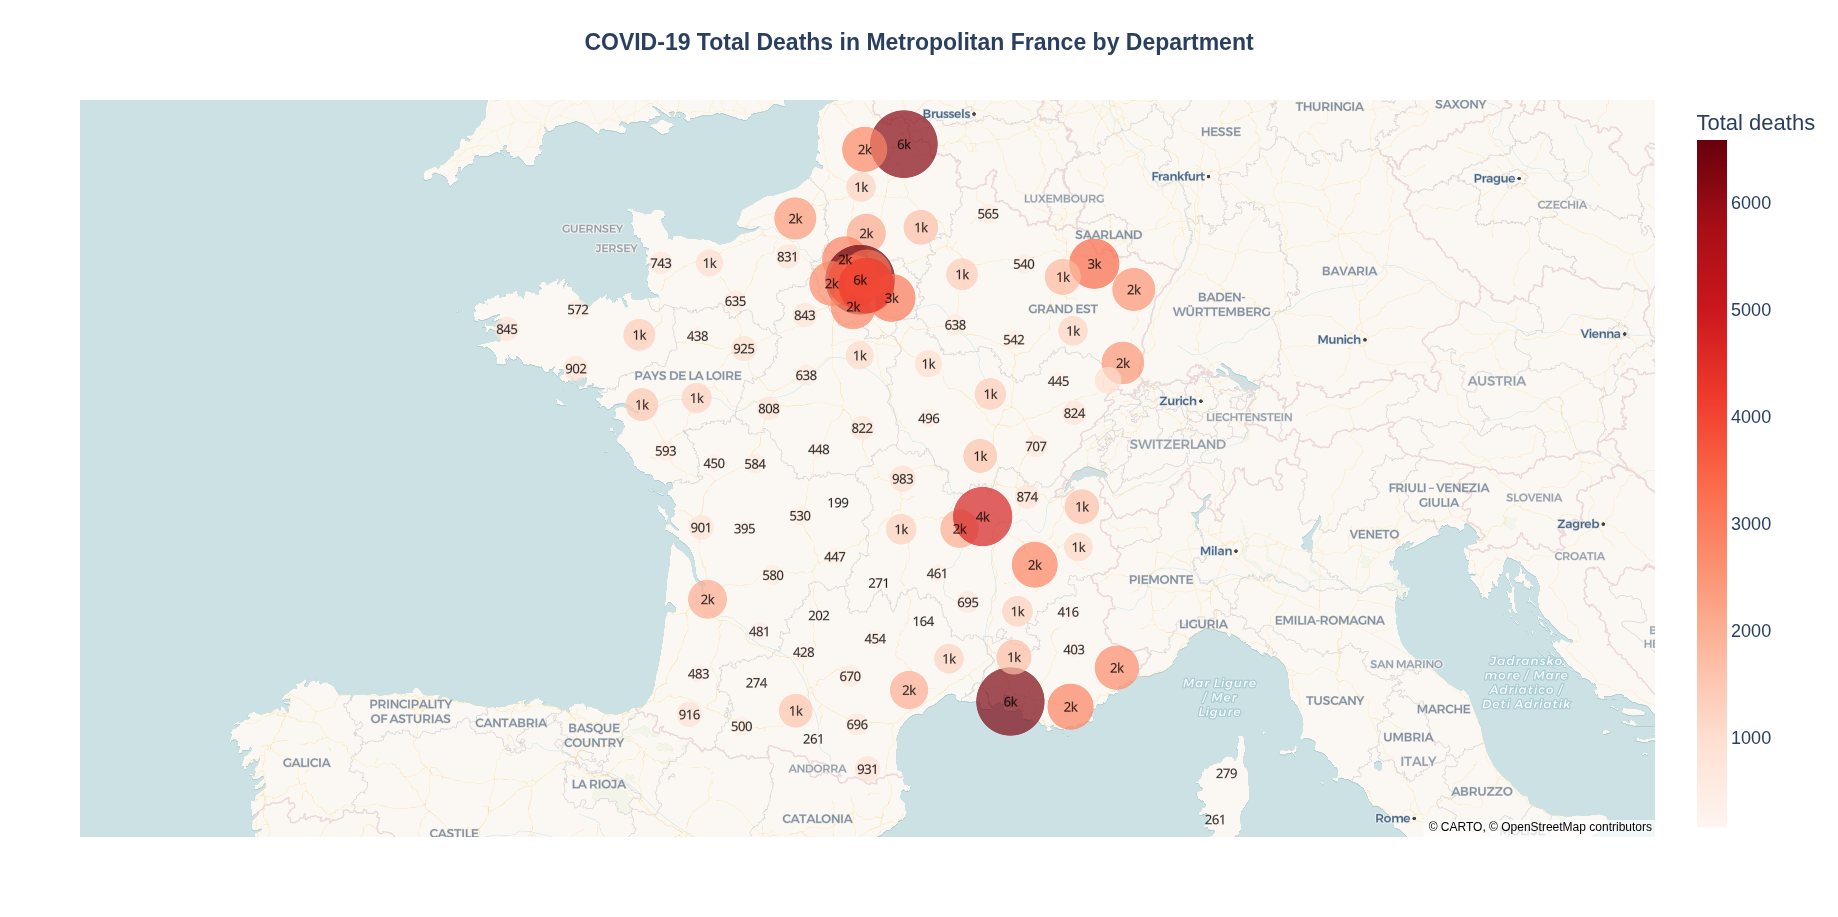 COVID-19 Total Deaths in Metropolitan France by Department
Total deaths
6000
5000
4000
3000
2000
1000
Brussels
THURINGIA
SAXONY
HESSE
2k
6k
Frankfurt
Prague
1k
LUXEMBOURG
CZECHIA
565
2k
GUERNSEY
2k
1k
SAARLAND
JERSEY
743
1k
831
2k
540
3k
BAVARIA
1k
1k
2k
6k
2k
3k
2k
635
BADEN-
WÜRTTEMBERG
572
843
2k
GRAND EST
845
1k
438
638
542
1k
Munich
Vienna
925
1k
902
PAYS DE LA LOIRE
638
1k
2k
445
AUSTRIA
1k
1k
808
1k
Zurich
496
824
LIECHTENSTEIN
822
SWITZERLAND
593
450
584
448
1k
707
983
FRIULI – VENEZIA
GIULIA
SLOVENIA
199
874
1k
901
395
530
1k
2k
4k
Zagreb
VENETO
447
1k
Milan
CROATIA
580
271
461
2k
PIEMONTE
2k
202
695
1k
416
164
LIGURIA
EMILIA-ROMAGNA
481
454
428
1k
1k
403
2k
SAN MARINO
Jadransko
more / Mare
Adriatico /
Deti Adriatik
483
274
670
2k
Mar Ligure
/ Mer
Ligure
PRINCIPALITY
OF ASTURIAS
CANTABRIA
BASQUE
COUNTRY
916
500
1k
696
6k
2k
TUSCANY
MARCHE
261
UMBRIA
GALICIA
LA RIOJA
ANDORRA
931
279
ITALY
ABRUZZO
CASTILE
CATALONIA
261
Rome
© CARTO, © OpenStreetMap contributors